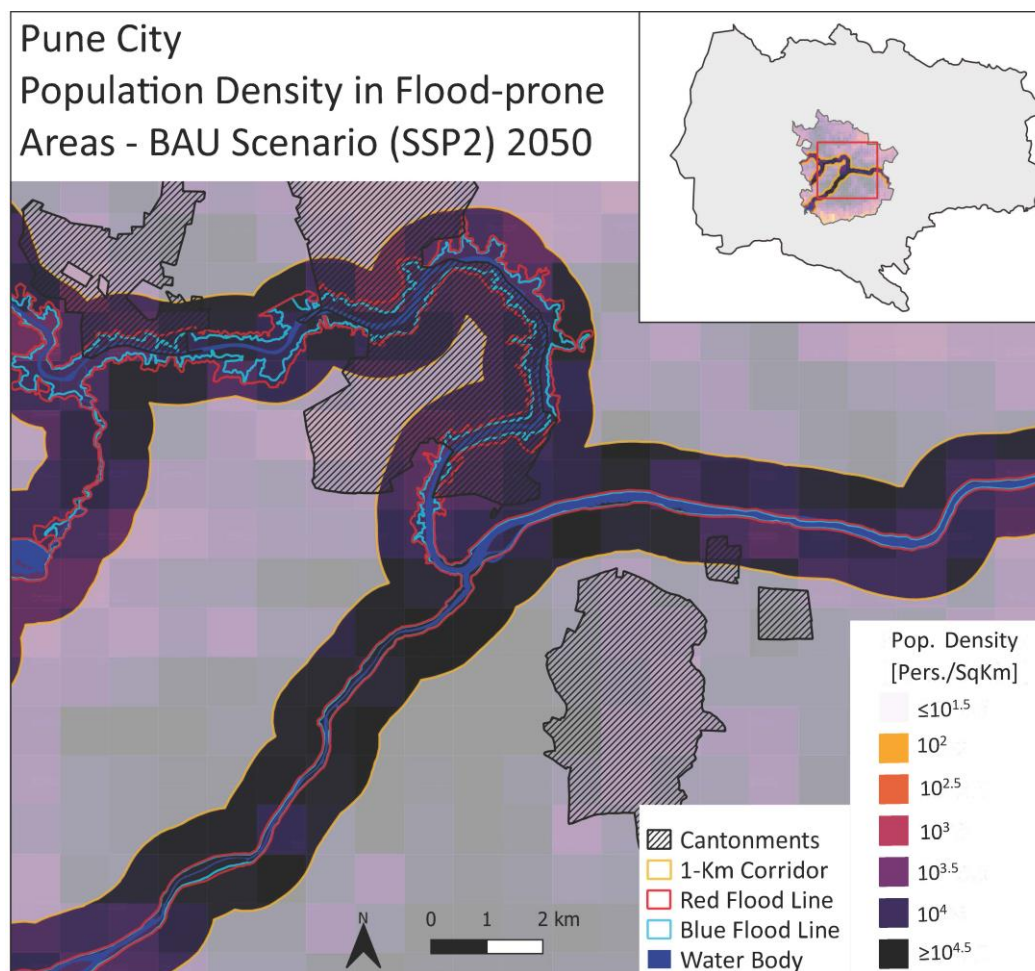 Pune City
Population Density in Flood-prone
Areas - BAU Scenario (SSP2) 2050
Pop. Density
[Pers./SqKm]
≤10^1.5
10^2
10^2.5
10^3
10^3.5
10^4
≥10^4.5
Cantonments
1-Km Corridor
Red Flood Line
Blue Flood Line
Water Body
N
0 1 2 km